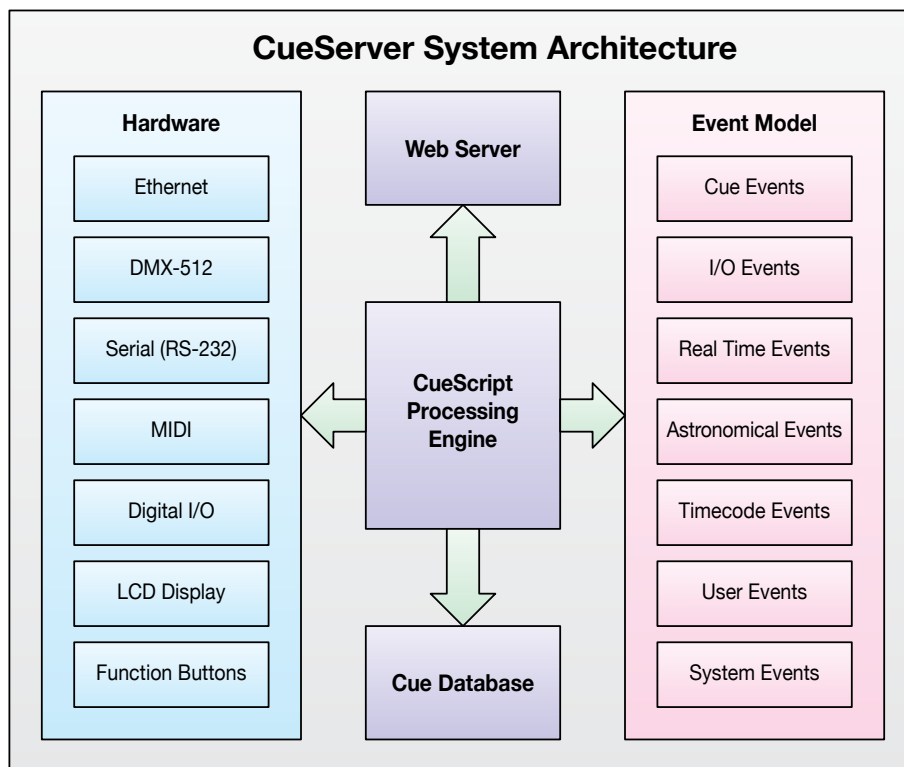 CueServer System Architecture
Hardware
Ethernet
DMX-512
Serial (RS-232)
MIDI
Digital I/O
LCD Display
Function Buttons
Web Server
CueScript
Processing
Engine
Cue Database
Event Model
Cue Events
I/O Events
Real Time Events
Astronomical Events
Timecode Events
User Events
System Events